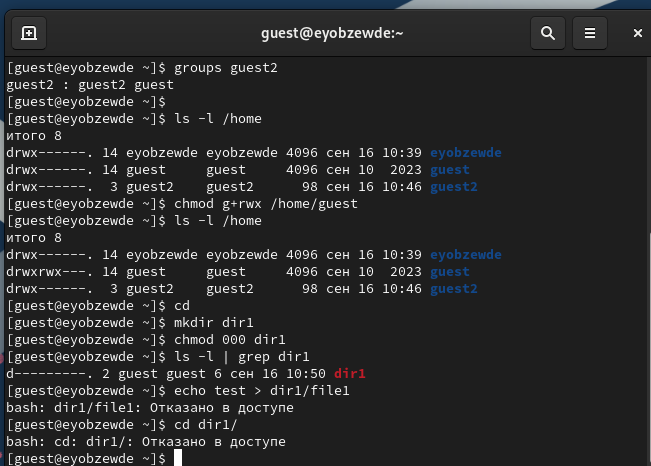 guest@eyobzewde:~
[guest@eyobzewde ~]$ groups guest2
guest2 : guest2 guest
[guest@eyobzewde ~]$
[guest@eyobzewde ~]$ ls -l /home
итого 8
drwx------. 14 eyobzewde eyobzewde 4096 сен 16 10:39 eyobzewde
drwx------. 14 guest     guest     4096 сен 10  2023 guest
drwx------.  3 guest2    guest2      98 сен 16 10:46 guest2
[guest@eyobzewde ~]$ chmod g+rwx /home/guest
[guest@eyobzewde ~]$ ls -l /home
итого 8
drwx------. 14 eyobzewde eyobzewde 4096 сен 16 10:39 eyobzewde
drwxrwx---. 14 guest     guest     4096 сен 10  2023 guest
drwx------.  3 guest2    guest2      98 сен 16 10:46 guest2
[guest@eyobzewde ~]$ cd
[guest@eyobzewde ~]$ mkdir dir1
[guest@eyobzewde ~]$ chmod 000 dir1
[guest@eyobzewde ~]$ ls -l | grep dir1
d---------. 2 guest guest 6 сен 16 10:50 dir1
[guest@eyobzewde ~]$ echo test > dir1/file1
bash: dir1/file1: Отказано в доступе
[guest@eyobzewde ~]$ cd dir1/
bash: cd: dir1/: Отказано в доступе
[guest@eyobzewde ~]$